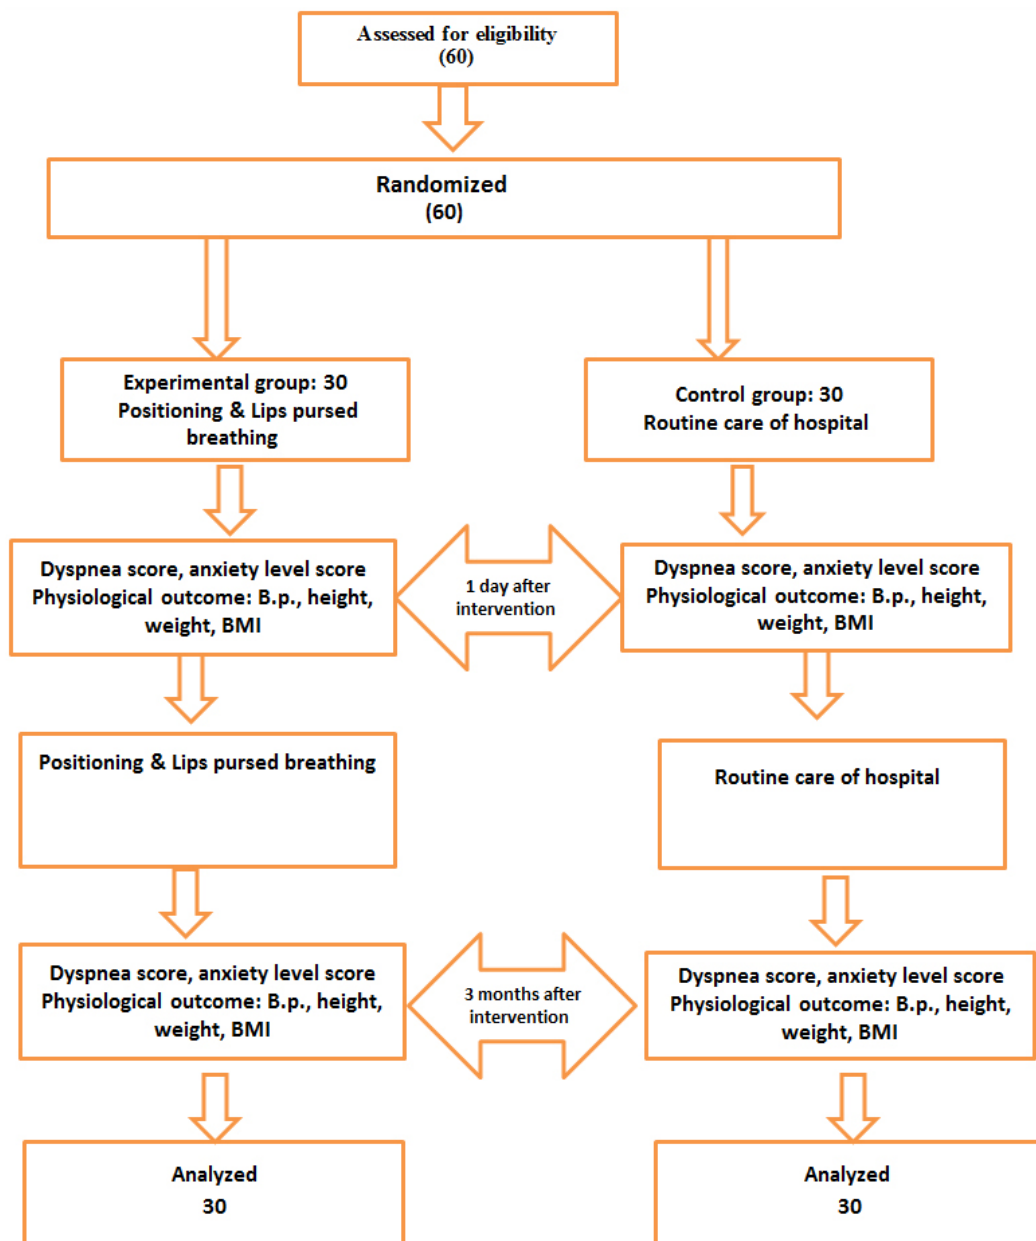 Assessed for eligibility
(60)
Randomized
(60)
Experimental group: 30
Positioning & Lips pursed
breathing
Control group: 30
Routine care of hospital
Dyspnea score, anxiety level score
Physiological outcome: B.p., height,
weight, BMI
1 day after
intervention
Dyspnea score, anxiety level score
Physiological outcome: B.p., height,
weight, BMI
Positioning & Lips pursed breathing
Routine care of hospital
Dyspnea score, anxiety level score
Physiological outcome: B.p., height,
weight, BMI
3 months after
intervention
Dyspnea score, anxiety level score
Physiological outcome: B.p., height,
weight, BMI
Analyzed
30
Analyzed
30